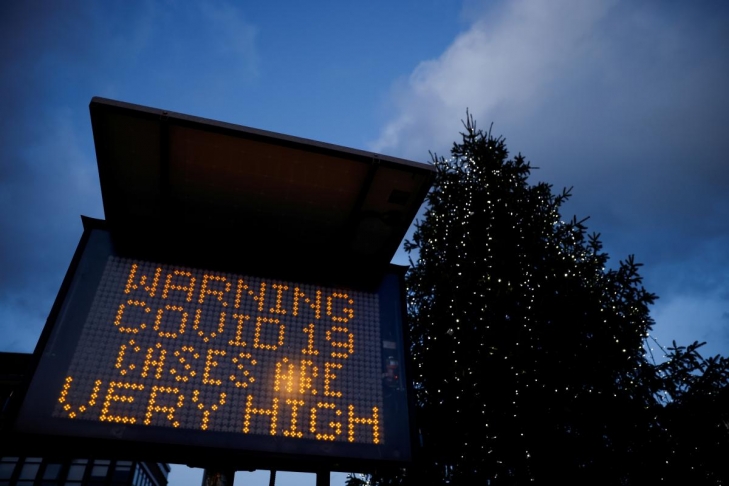 WARNING
COVID 19
CASES ARE
VERY HIGH